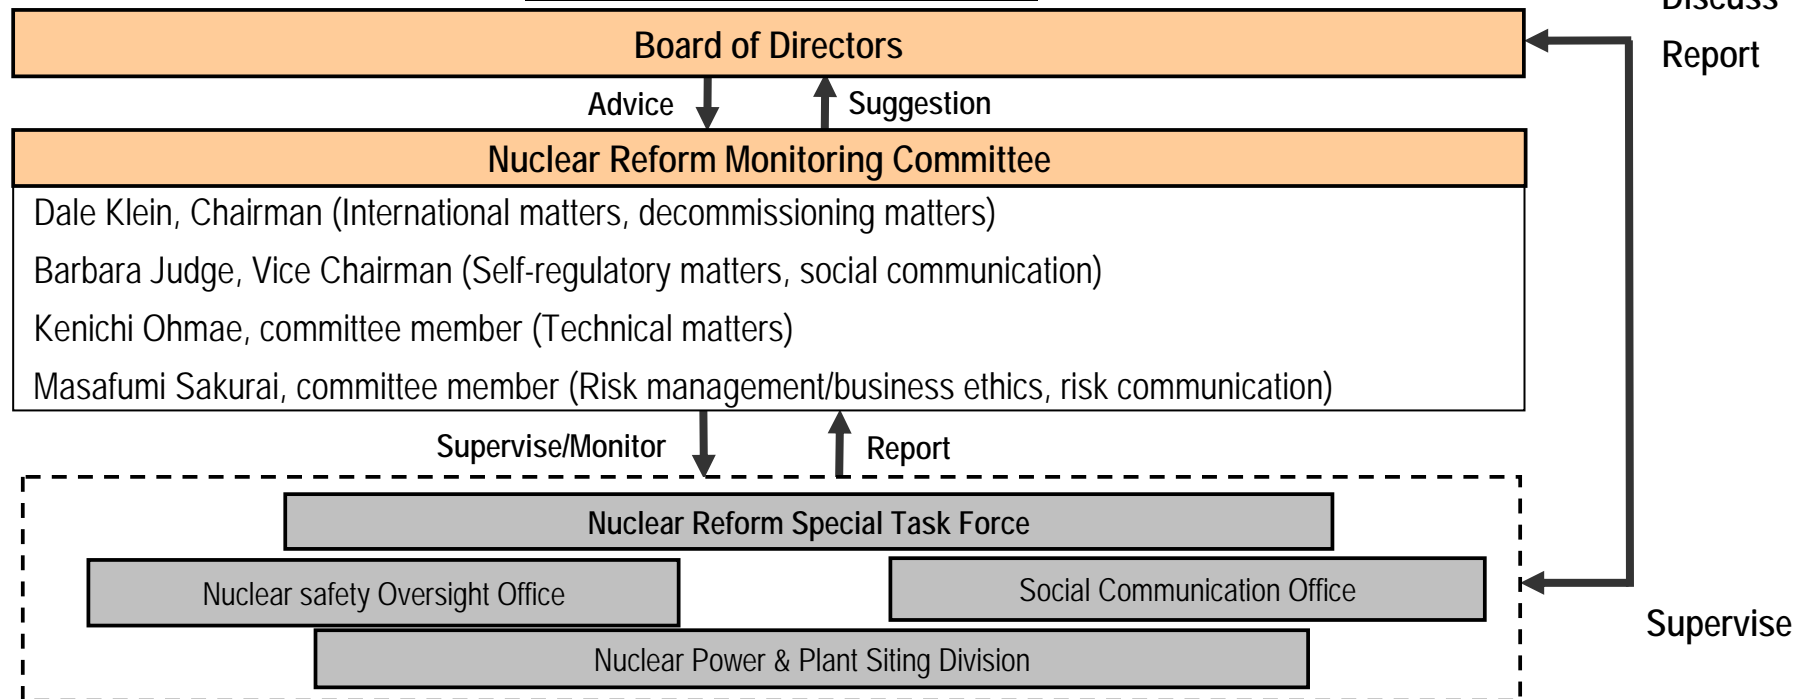 Discuss
Board of Directors
Report
Advice
Suggestion
Nuclear Reform Monitoring Committee
Dale Klein, Chairman (International matters, decommissioning matters)
Barbara Judge, Vice Chairman (Self-regulatory matters, social communication)
Kenichi Ohmae, committee member (Technical matters)
Masafumi Sakurai, committee member (Risk management/business ethics, risk communication)
Supervise/Monitor
Report
Nuclear Reform Special Task Force
Nuclear safety Oversight Office
Social Communication Office
Supervise
Nuclear Power & Plant Siting Division